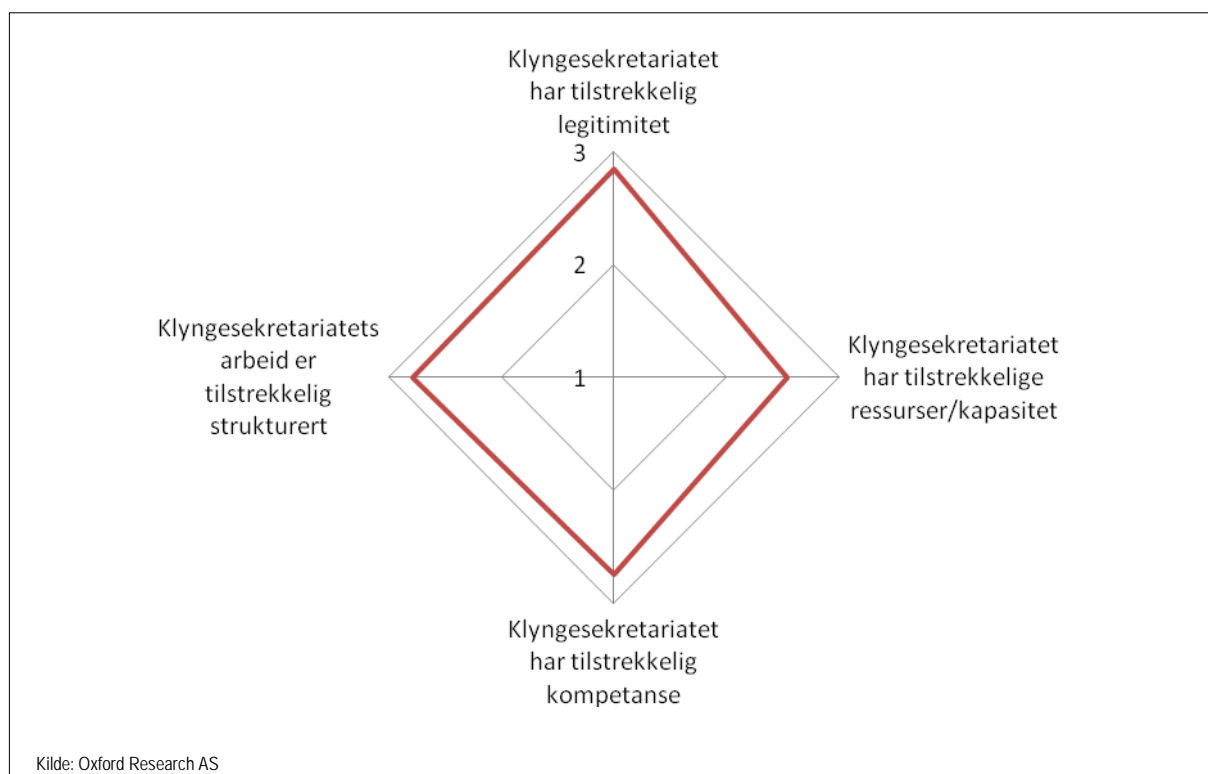 Klyngesekretariatet
har tilstrekkelig
legitimitet
3
2
1
Klyngesekretariatets
arbeid er
tilstrekkelig
strukturert
Klyngesekretariatet
har tilstrekkelige
ressurser/kapasitet
Klyngesekretariatet
har tilstrekkelig
kompetanse
Kilde: Oxford Research AS